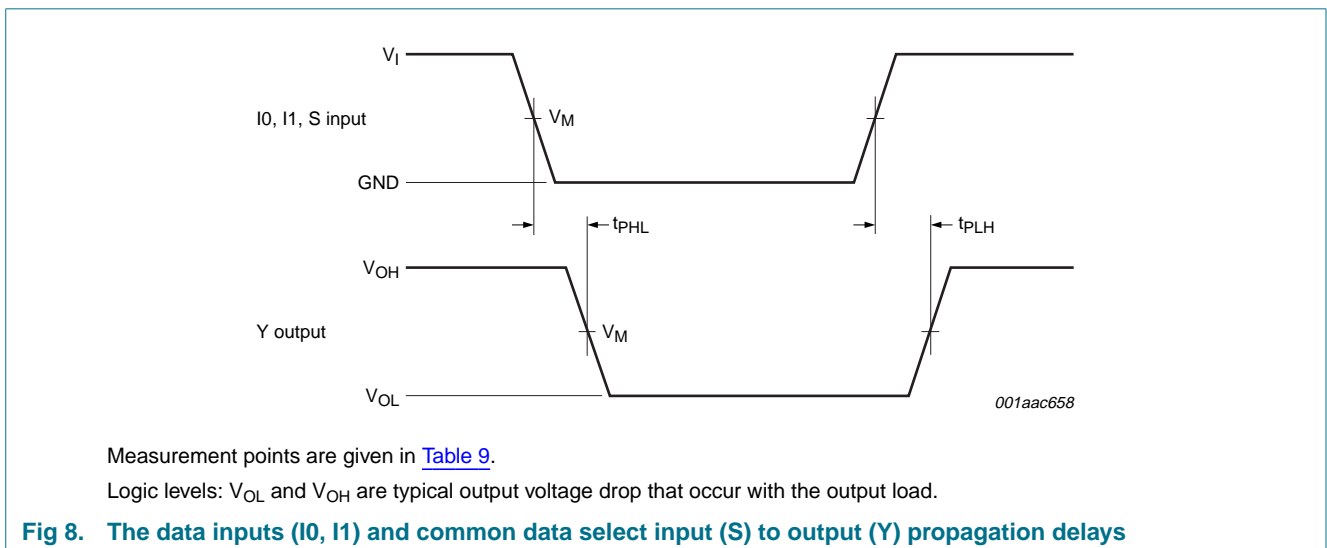 VI
I0, I1, S input
VM
GND
tPHL
tPLH
VOH
Y output
VM
VOL
001aac658
Measurement points are given in Table 9.
Logic levels: VOL and VOH are typical output voltage drop that occur with the output load.
Fig 8. The data inputs (I0, I1) and common data select input (S) to output (Y) propagation delays